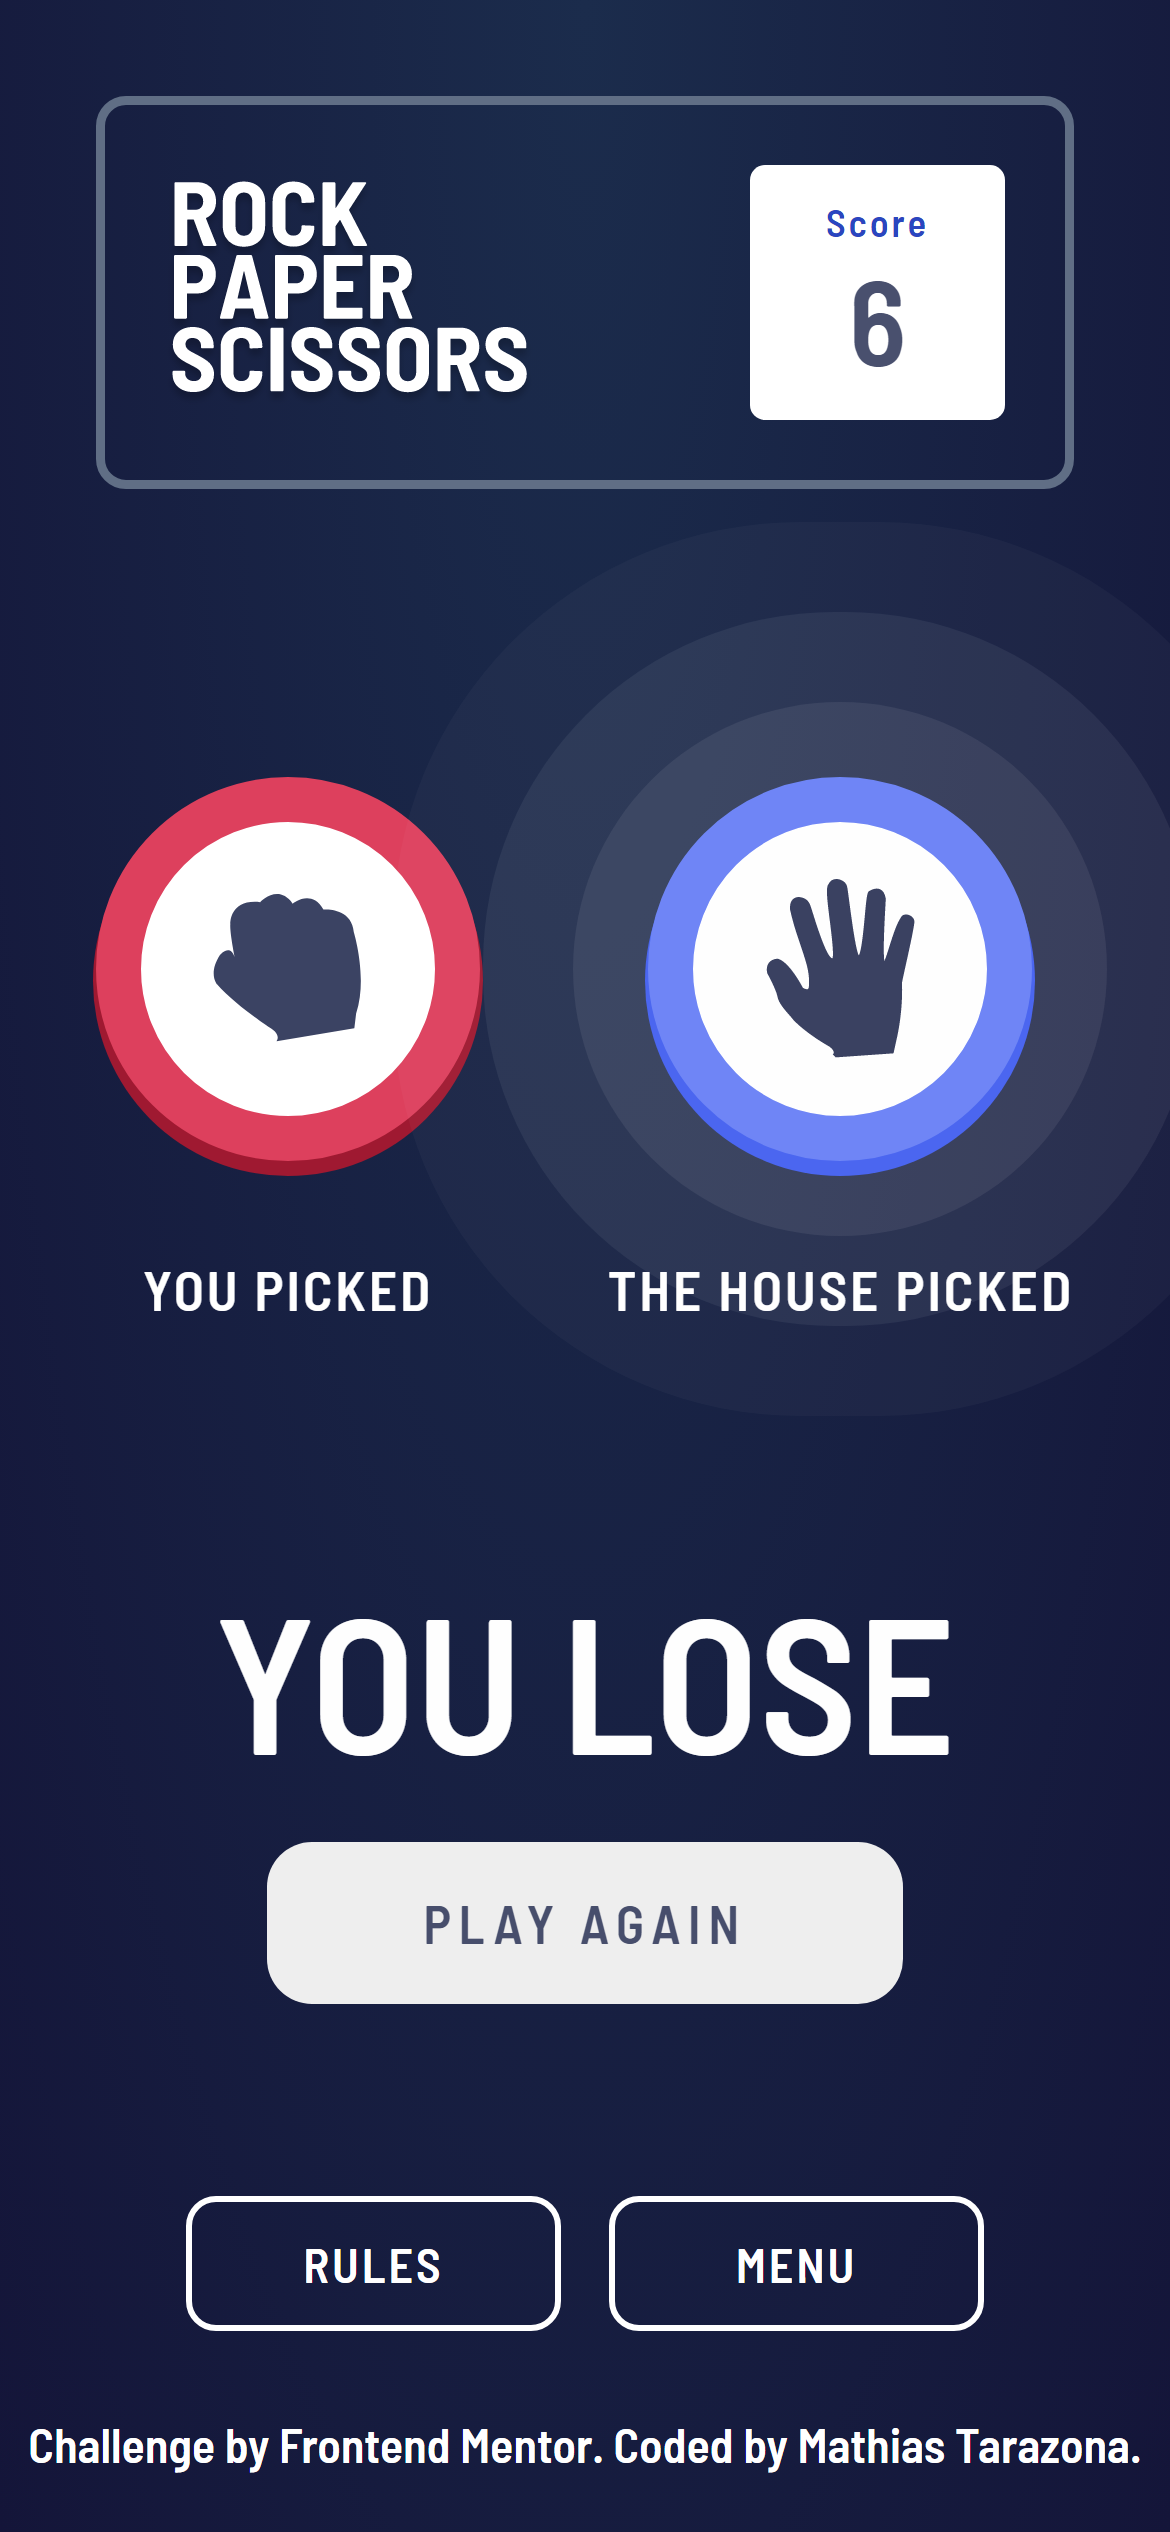 ROCK
PAPER
SCISSORS
Score
6
YOU PICKED
THE HOUSE PICKED
YOU LOSE
PLAY AGAIN
RULES
MENU
Challenge by Frontend Mentor. Coded by Mathias Tarazona.